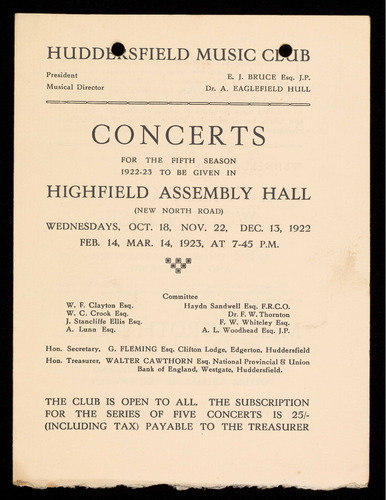 HUDDERSFIELD MUSIC CLUB
President E. J. BRUCE Esq. J.P.
Musical Director Dr. A. EAGLEFIELD HULL
CONCERTS
FOR THE FIFTH SEASON
1922-23 TO BE GIVEN IN
HIGHFIELD ASSEMBLY HALL
(NEW NORTH ROAD)
WEDNESDAYS, OCT. 18, NOV. 22, DEC. 13, 1922
FEB. 14, MAR. 14, 1923, AT 7-45 P.M.
Committee
W. F. Clayton Esq. Haydn Sandwell Esq. F.R.C.O.
W. C. Crook Esq. Dr. F. W. Thornton
J. Stancliffe Ellis Esq. F. W. Whiteley Esq.
A. Lunn Esq. A. L. Woodhead Esq. J.P.
Hon. Secretary, G. FLEMING Esq. Clifton Lodge, Edgerton, Huddersfield
Hon. Treasurer, WALTER CAWTHORN Esq. National Provincial & Union
Bank of England, Westgate, Huddersfield.
THE CLUB IS OPEN TO ALL. THE SUBSCRIPTION
FOR THE SERIES OF FIVE CONCERTS IS 25/-
(INCLUDING TAX) PAYABLE TO THE TREASURER